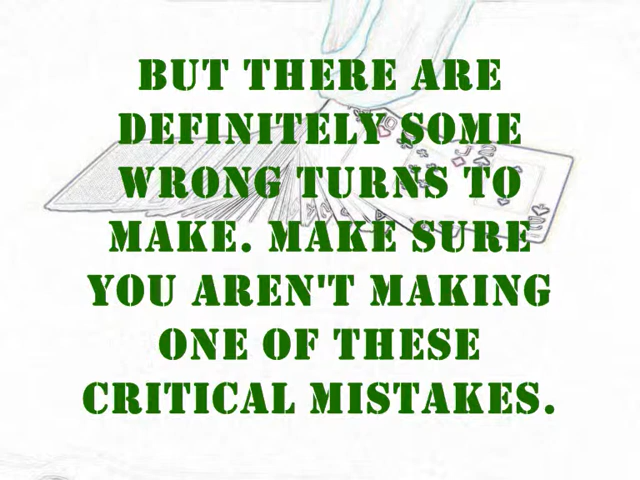 BUT THERE ARE
DEFINITELY SOME
WRONG TURNS TO
MAKE. MAKE SURE
YOU AREN'T MAKING
ONE OF THESE
CRITICAL MISTAKES.